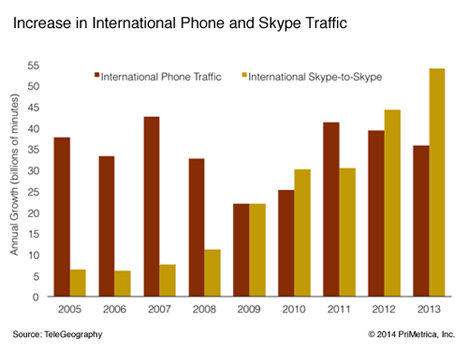 Increase in International Phone and Skype Traffic
International Phone Traffic
International Skype-to-Skype
Annual Growth (billions of minutes)
55
50
45
40
35
30
25
20
15
10
5
0
2005 2006 2007 2008 2009 2010 2011 2012 2013
Source: TeleGeography
© 2014 PriMetrica, Inc.